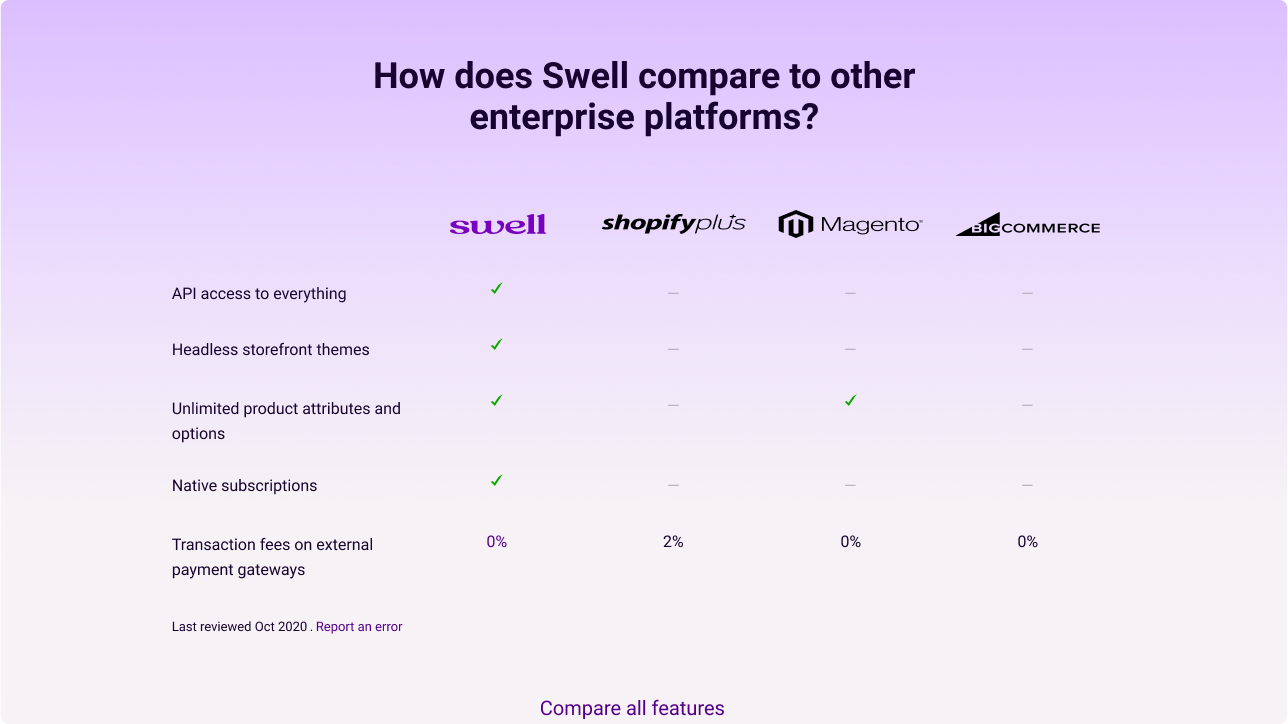 How does Swell compare to other
enterprise platforms?
swell shopifyplus Magento® BIGCOMMERCE
API access to everything ✓ — — —
Headless storefront themes ✓ — — —
Unlimited product attributes and ✓ — ✓ —
options
Native subscriptions ✓ — — —
Transaction fees on external 0% 2% 0% 0%
payment gateways
Last reviewed Oct 2020 . Report an error
Compare all features